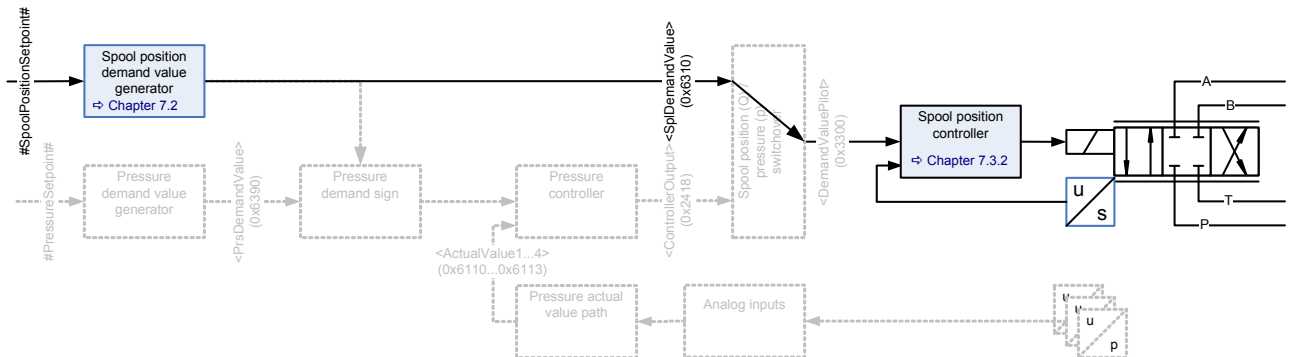 #SpoolPositionSetpoint#
Spool position
demand value
generator
⇨ Chapter 7.2
<SplDemandValue>
(0x6310)
Spool position (Q)/
pressure (p)
switchover
<DemandValuePilot>
(0x3300)
Spool position
controller
⇨ Chapter 7.3.2
A
B
T
P
u
s
#PressureSetpoint#
Pressure
demand value
generator
<PrsDemandValue>
(0x6390)
Pressure
demand sign
Pressure
controller
<ControllerOutput>
(0x2418)
<ActualValue1...4>
(0x6110...0x6113)
Pressure actual
value path
Analog inputs
u
u
u
p